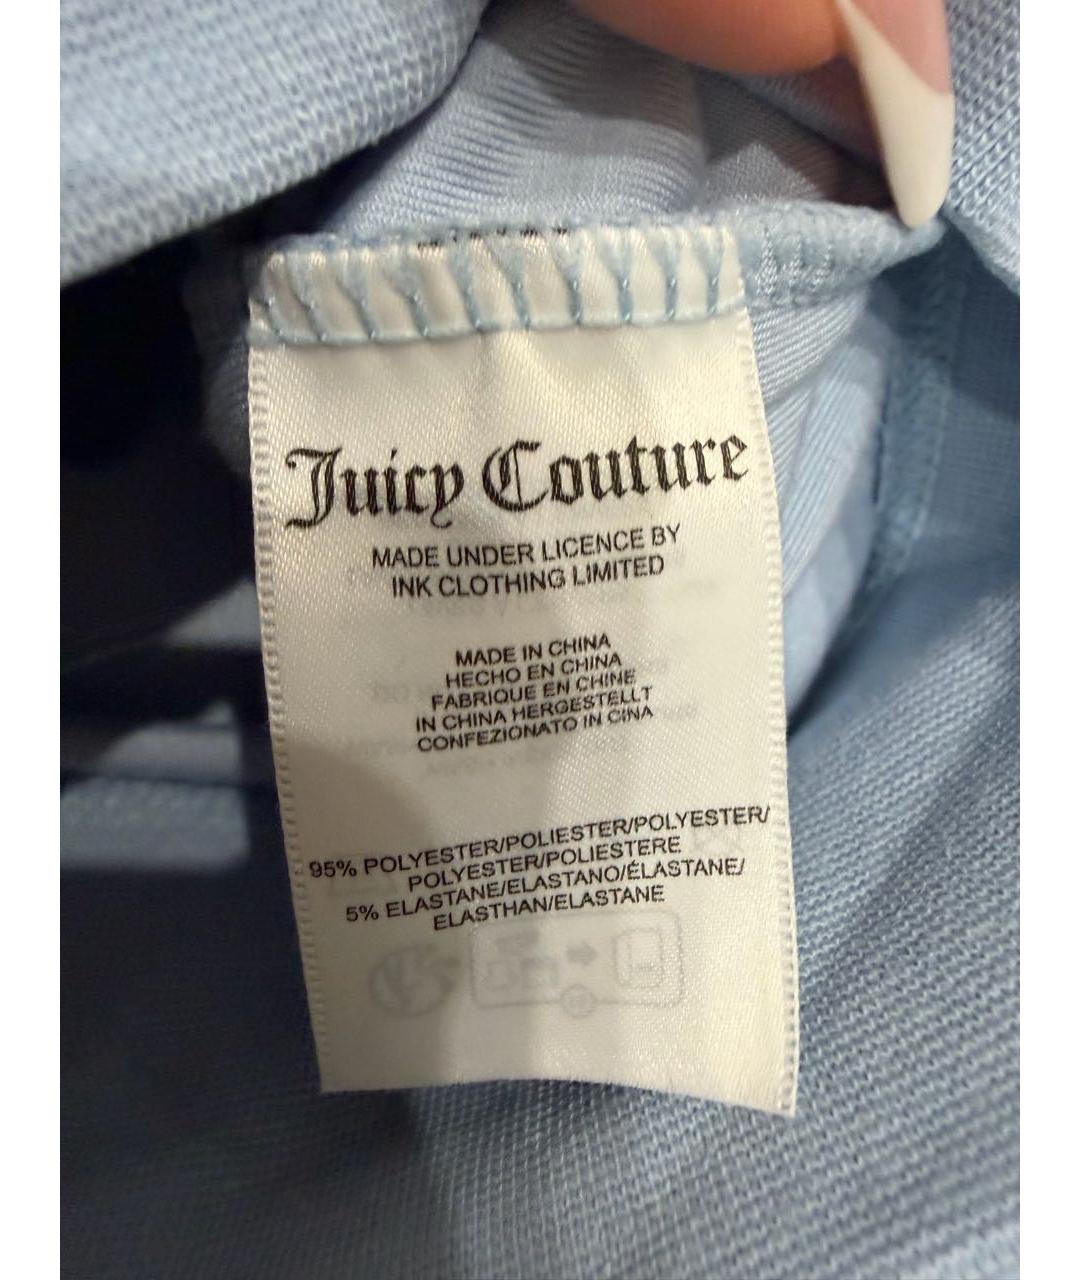 Juicy Couture
MADE UNDER LICENCE BY
INK CLOTHING LIMITED
MADE IN CHINA
HECHO EN CHINA
FABRIQUE EN CHINE
IN CHINA HERGESTELLT
CONFEZIONATO IN CINA
95% POLYESTER/POLIESTER/POLYESTER/
POLYESTER/POLIESTERE
5% ELASTANE/ELASTANO/ÉLASTANE/
ELASTHAN/ELASTANE